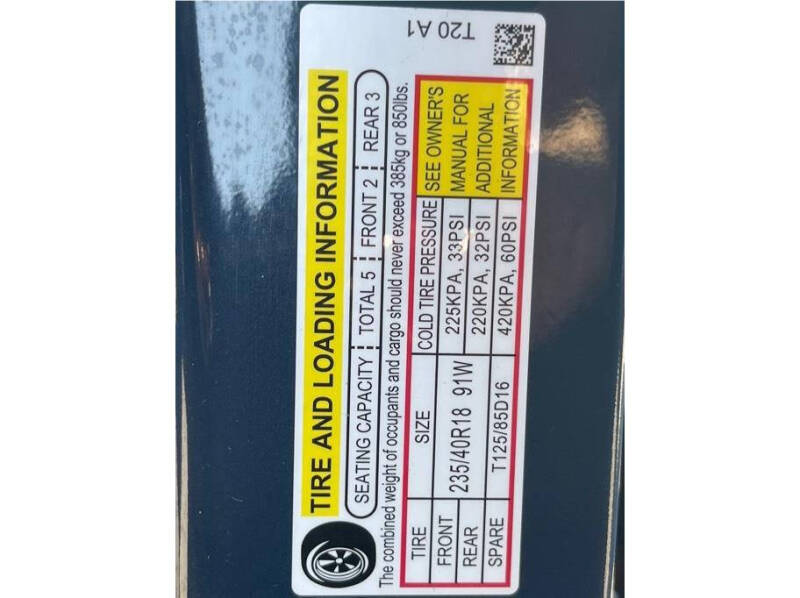 T20 A1
TIRE AND LOADING INFORMATION
SEATING CAPACITY TOTAL 5 FRONT 2 REAR 3
The combined weight of occupants and cargo should never exceed 385kg or 850lbs.
TIRE SIZE COLD TIRE PRESSURE SEE OWNER'S
FRONT 235/40R18 91W 225KPA, 33PSI MANUAL FOR
REAR 220KPA, 32PSI ADDITIONAL
SPARE T125/85D16 420KPA, 60PSI INFORMATION